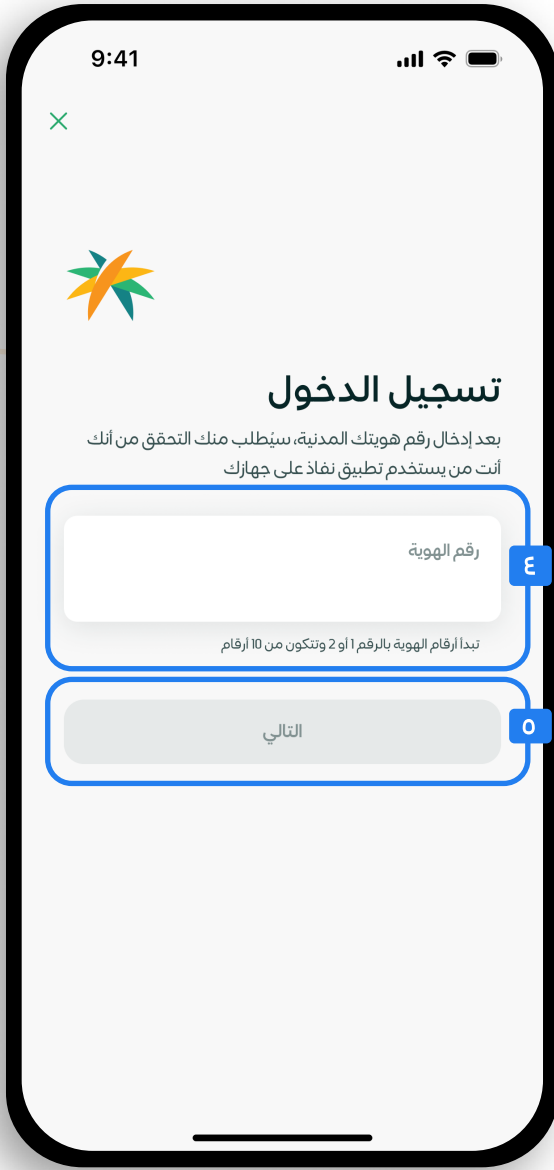 9:41
تسجيل الدخول
بعد إدخال رقم هويتك المدنية، سيُطلب منك التحقق من أنك
أنت من يستخدم تطبيق نفاذ على جهازك
رقم الهوية
٤
تبدأ أرقام الهوية بالرقم 1 أو 2 وتتكون من 10 أرقام
التالي
٥